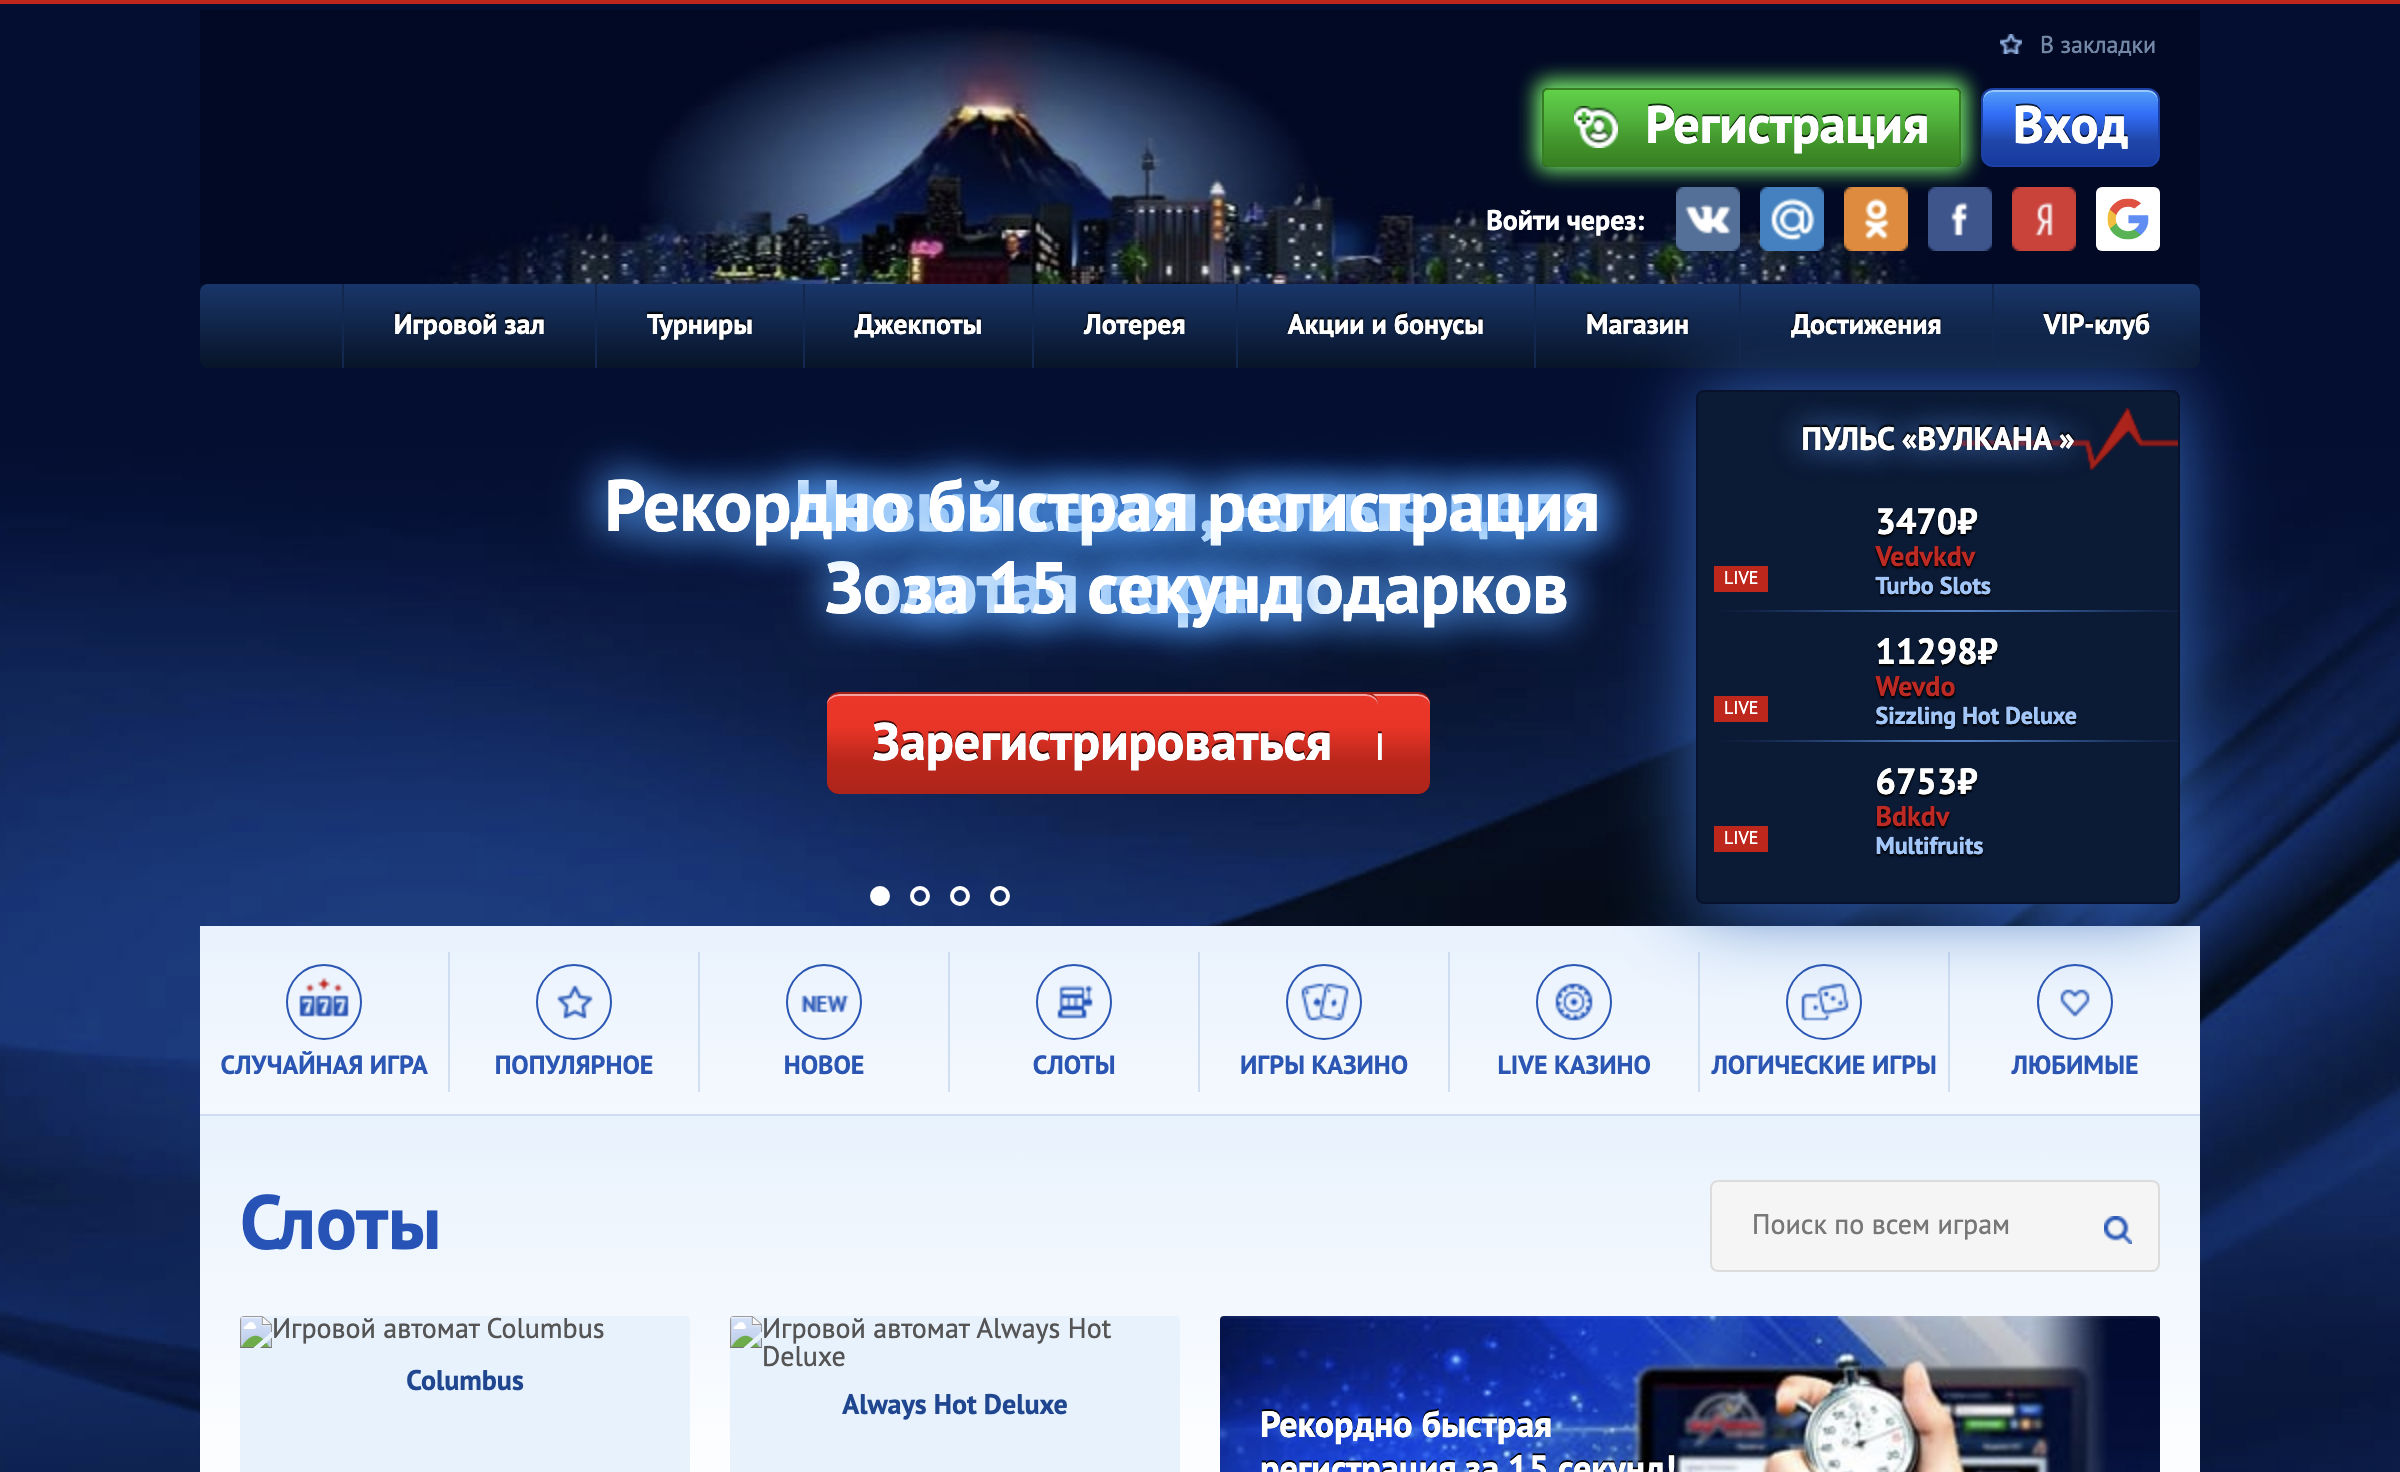 В закладки
Регистрация
Вход
Войти через:
Игровой зал
Турниры
Джекпоты
Лотерея
Акции и бонусы
Магазин
Достижения
VIP-клуб
Рекордно быстрая регистрация
за 15 секунд
Зарегистрироваться
ПУЛЬС «ВУЛКАНА »
3470₽
Vedvkdv
LIVE
Turbo Slots
11298₽
Wevdo
LIVE
Sizzling Hot Deluxe
6753₽
Bdkdv
LIVE
Multifruits
777
NEW
СЛУЧАЙНАЯ ИГРА
ПОПУЛЯРНОЕ
НОВОЕ
СЛОТЫ
ИГРЫ КАЗИНО
LIVE КАЗИНО
ЛОГИЧЕСКИЕ ИГРЫ
ЛЮБИМЫЕ
Слоты
Поиск по всем играм
Игровой автомат Columbus
Columbus
Игровой автомат Always Hot
Deluxe
Always Hot Deluxe
Рекордно быстрая
регистрация за 15 секунд!